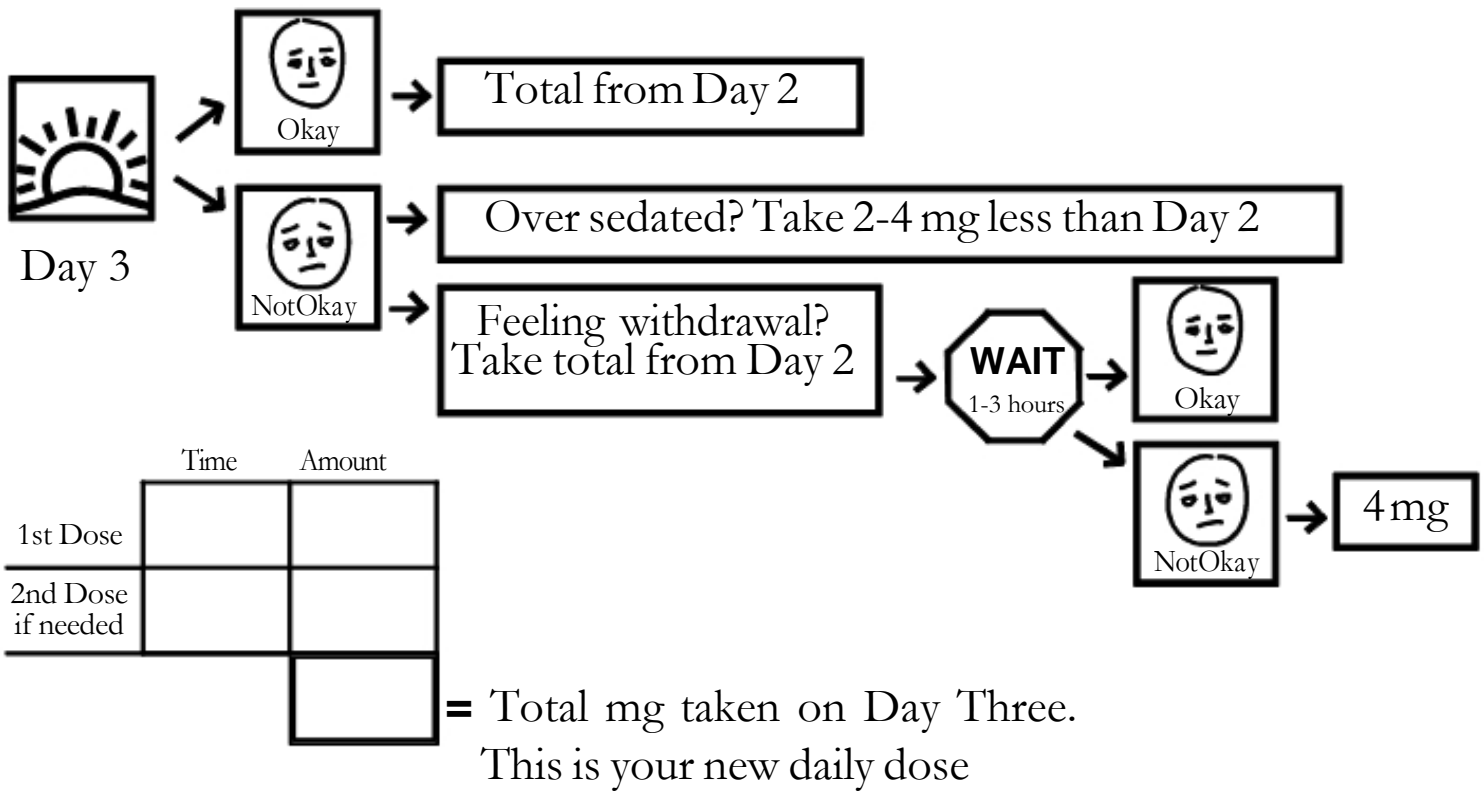 Okay
Total from Day 2
Day 3
NotOkay
Over sedated? Take 2-4 mg less than Day 2
Feeling withdrawal?
Take total from Day 2
WAIT
1-3 hours
Okay
NotOkay
4 mg
Time Amount
1st Dose
2nd Dose
if needed
= Total mg taken on Day Three.
This is your new daily dose